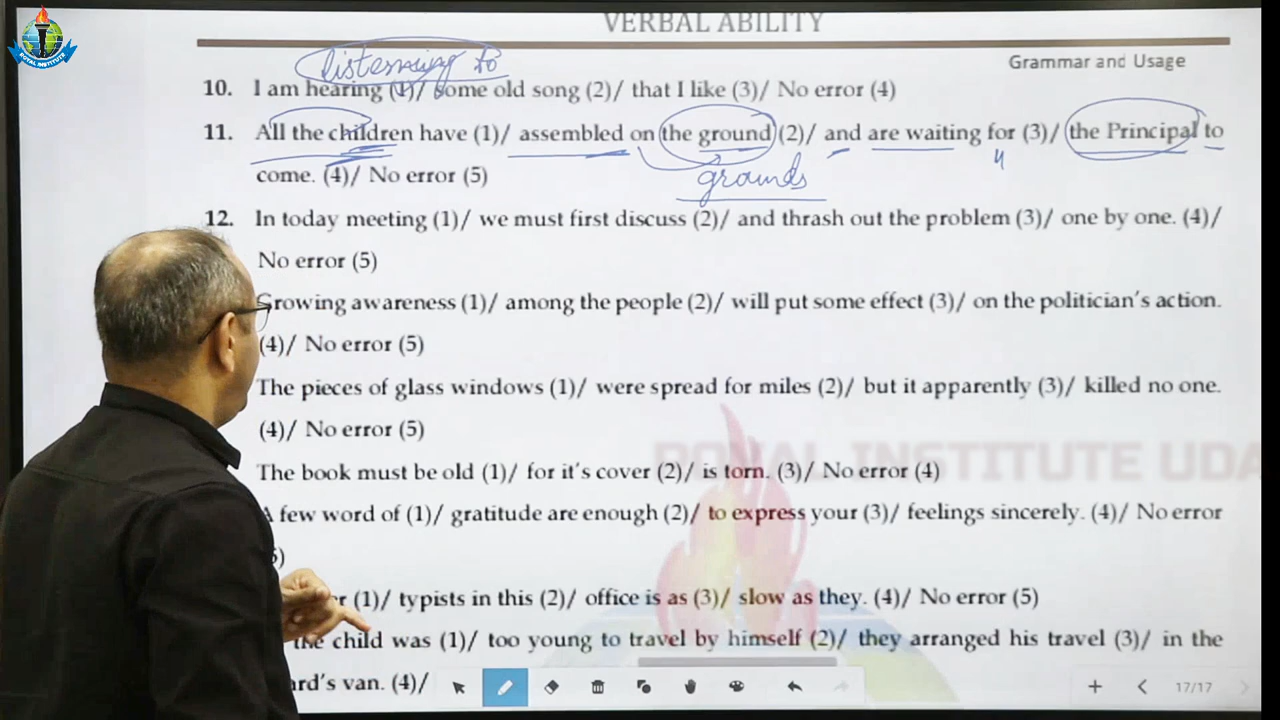 VERBAL ABILITY
ROYAL INSTITUTE
Grammar and Usage
listening to
10. I am hearing (1)/ some old song (2)/ that I like (3)/ No error (4)
11. All the children have (1)/ assembled on the ground (2)/ and are waiting for (3)/ the Principal to
come. (4)/ No error (5)
grounds
12. In today meeting (1)/ we must first discuss (2)/ and thrash out the problem (3)/ one by one. (4)/
No error (5)
Growing awareness (1)/ among the people (2)/ will put some effect (3)/ on the politician's action.
(4)/ No error (5)
The pieces of glass windows (1)/ were spread for miles (2)/ but it apparently (3)/ killed no one.
(4)/ No error (5)
ROYAL INSTITUTE UDA
The book must be old (1)/ for it's cover (2)/ is torn. (3)/ No error (4)
A few word of (1)/ gratitude are enough (2)/ to express your (3)/ feelings sincerely. (4)/ No error
5)
(1)/ typists in this (2)/ office is as (3)/ slow as they. (4)/ No error (5)
the child was (1)/ too young to travel by himself (2)/ they arranged his travel (3)/ in the
ard's van. (4)/
17/17